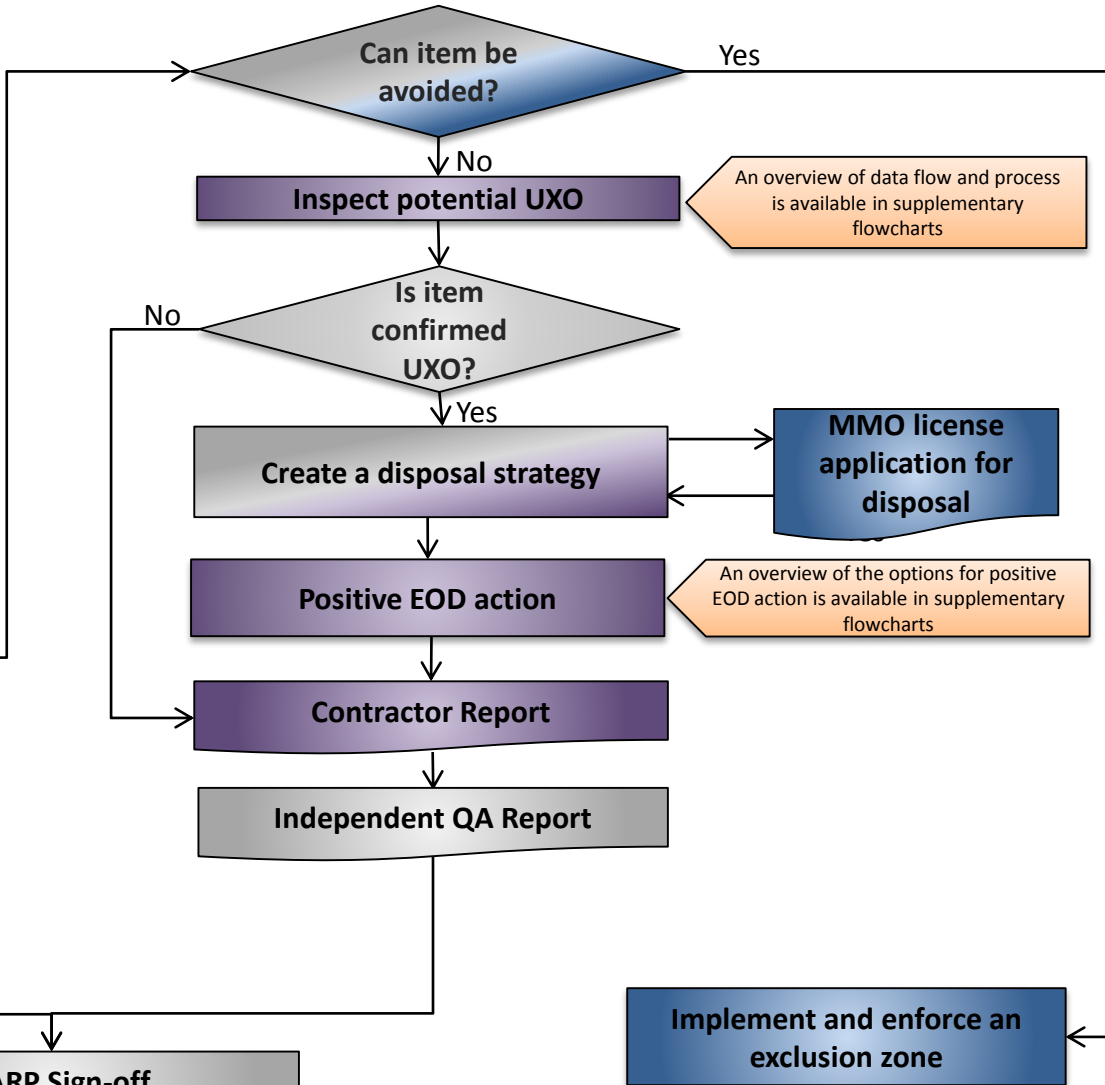 Can item be
avoided?
Yes
No
Inspect potential UXO
An overview of data flow and process
is available in supplementary
flowcharts
Is item
confirmed
UXO?
No
Yes
Create a disposal strategy
MMO license
application for
disposal
Positive EOD action
An overview of the options for positive
EOD action is available in supplementary
flowcharts
Contractor Report
Independent QA Report
Implement and enforce an
exclusion zone
ARP Sign-off